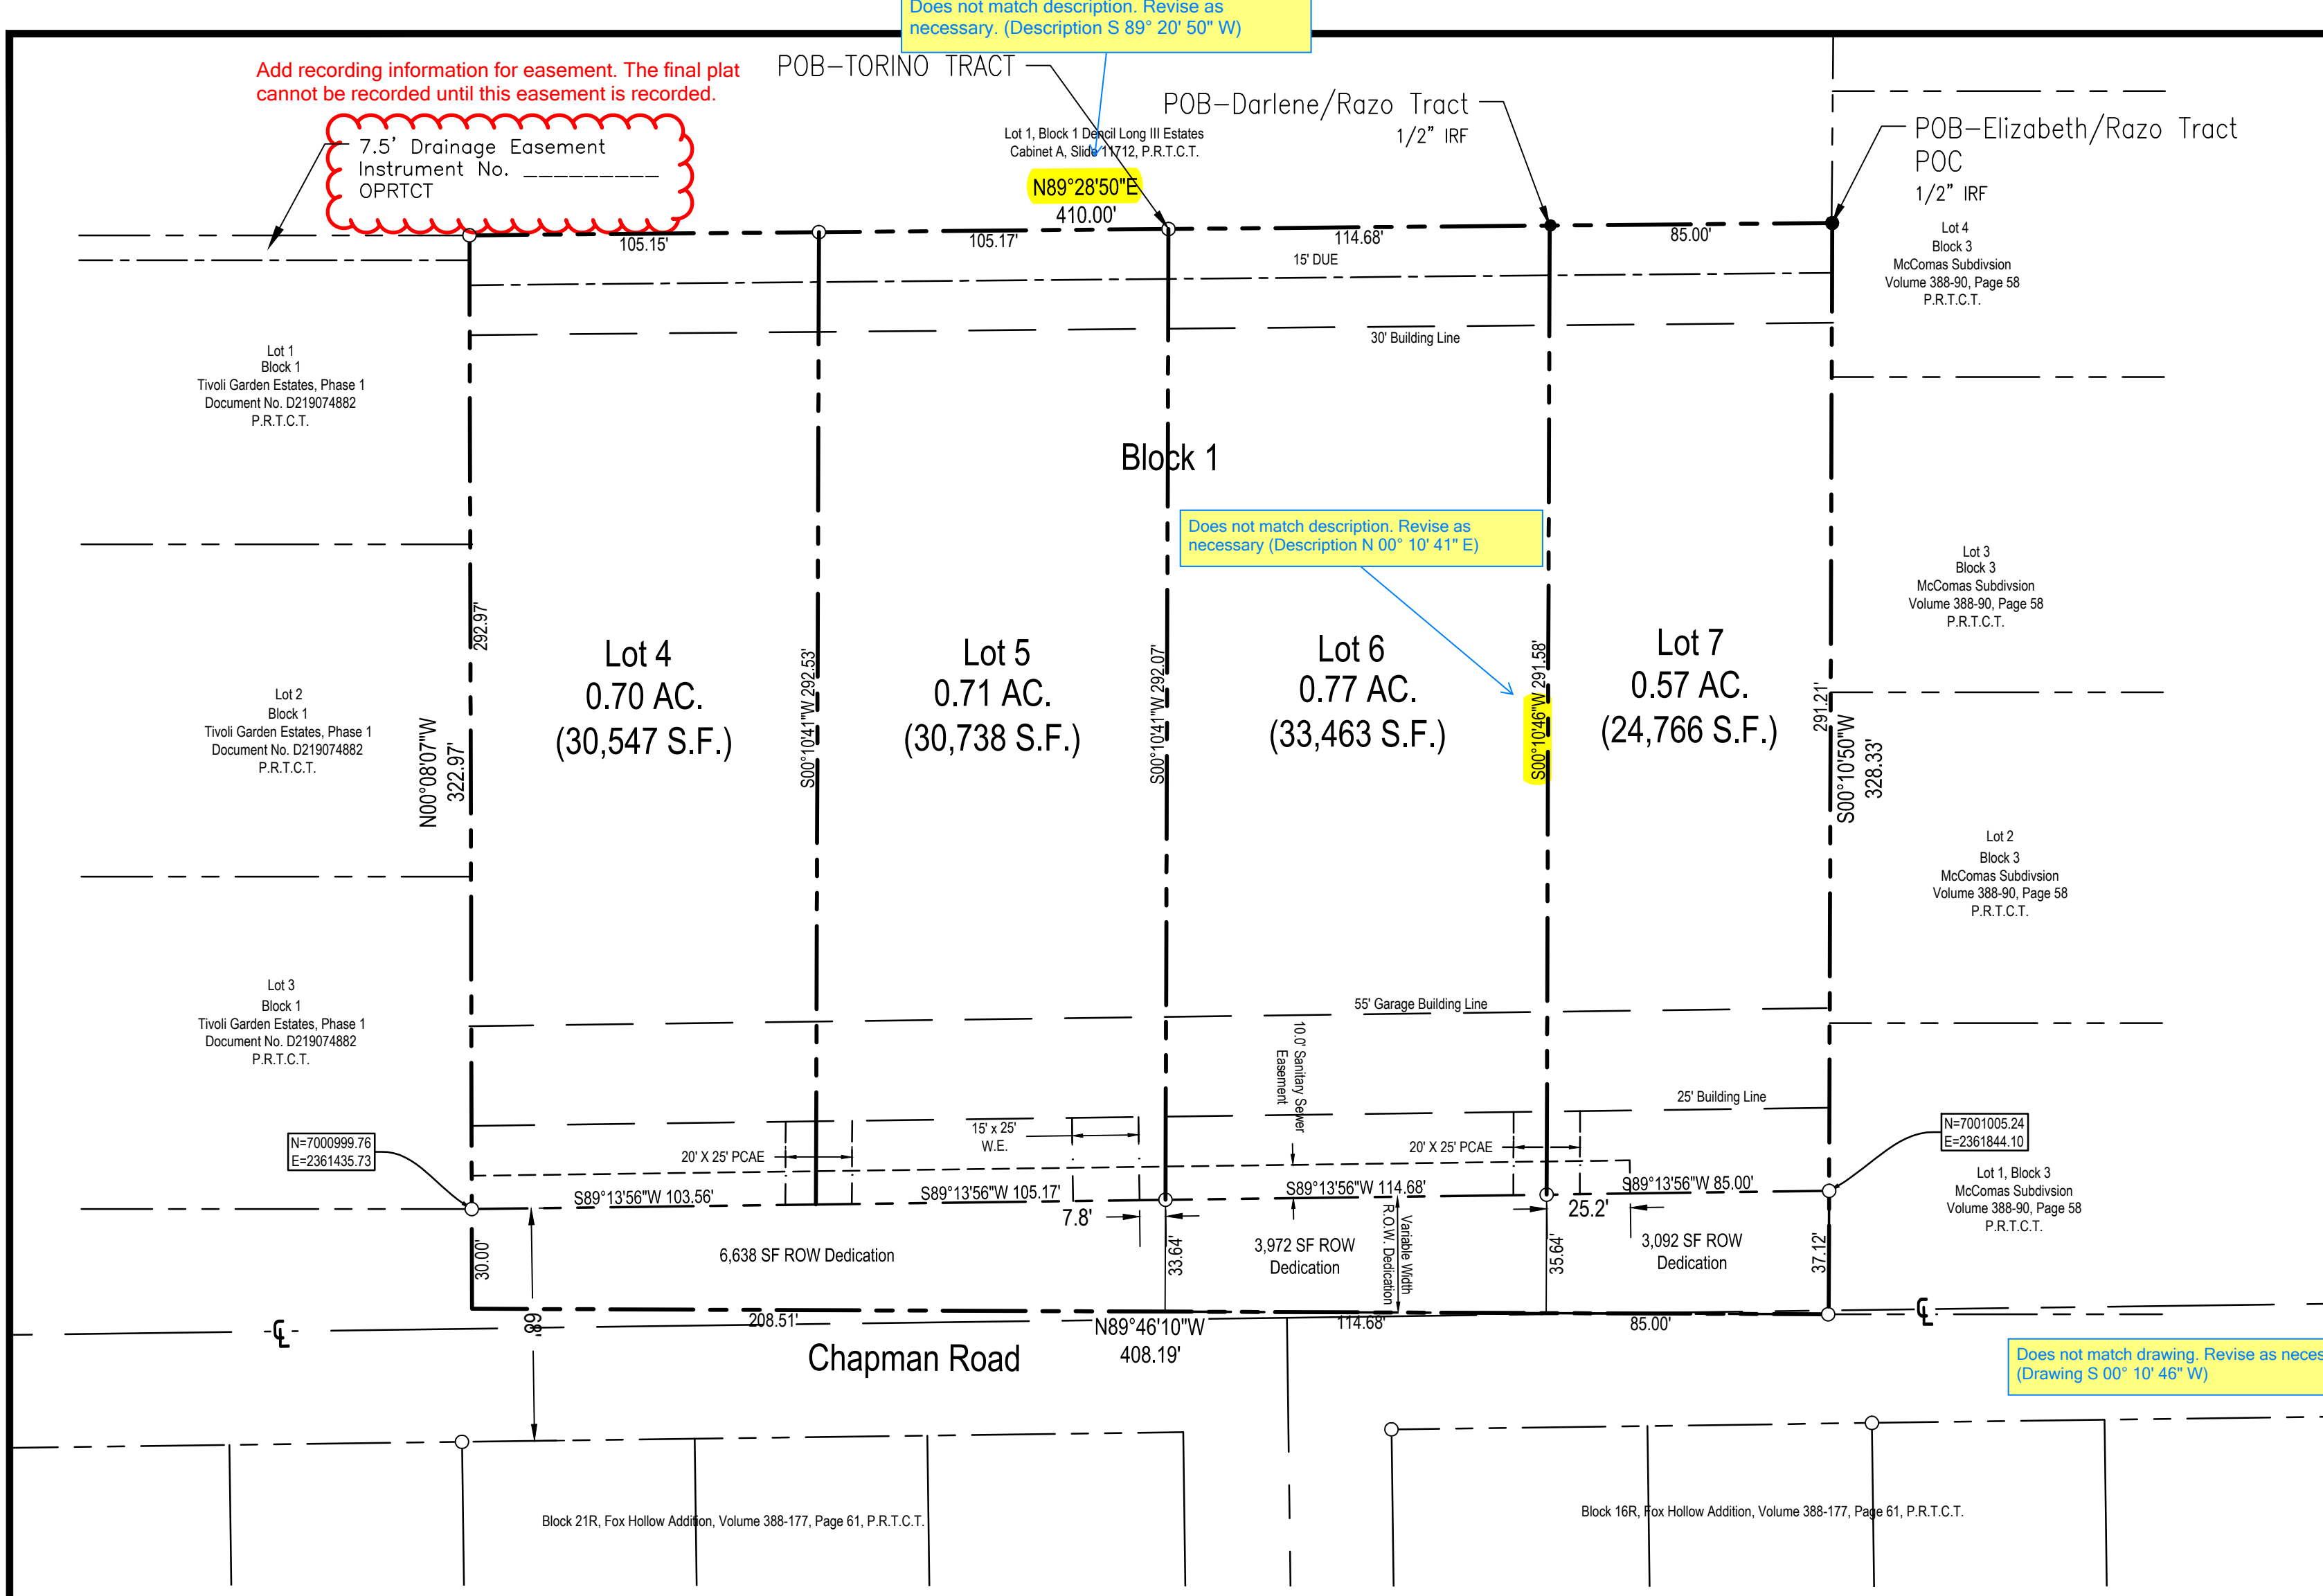 Does not match description. Revise as
necessary. (Description S 89° 20' 50" W)
Add recording information for easement. The final plat
cannot be recorded until this easement is recorded.
POB-TORINO TRACT
POB-Darlene/Razo Tract
1/2" IRF
POB-Elizabeth/Razo Tract
POC
1/2" IRF
7.5' Drainage Easement
Instrument No. _________
OPRTCT
Lot 1, Block 1 Dencil Long III Estates
Cabinet A, Slide 11712, P.R.T.C.T.
N89°28'50"E
410.00'
105.15'
105.17'
114.68'
85.00'
15' DUE
30' Building Line
Lot 4
Block 3
McComas Subdivsion
Volume 388-90, Page 58
P.R.T.C.T.
Lot 1
Block 1
Tivoli Garden Estates, Phase 1
Document No. D219074882
P.R.T.C.T.
Block 1
Does not match description. Revise as
necessary (Description N 00° 10' 41" E)
Lot 3
Block 3
McComas Subdivsion
Volume 388-90, Page 58
P.R.T.C.T.
292.97'
N00°08'07"W
322.97'
Lot 4
0.70 AC.
(30,547 S.F.)
S00°10'41"W 292.53'
Lot 5
0.71 AC.
(30,738 S.F.)
S00°10'41"W 292.07'
Lot 6
0.77 AC.
(33,463 S.F.)
S00°10'46"W 291.58'
Lot 7
0.57 AC.
(24,766 S.F.)
291.21'
S00°10'50"W
328.33'
Lot 2
Block 1
Tivoli Garden Estates, Phase 1
Document No. D219074882
P.R.T.C.T.
Lot 2
Block 3
McComas Subdivsion
Volume 388-90, Page 58
P.R.T.C.T.
Lot 3
Block 1
Tivoli Garden Estates, Phase 1
Document No. D219074882
P.R.T.C.T.
55' Garage Building Line
10.0' Sanitary Sewer
Easement
25' Building Line
N=7000999.76
E=2361435.73
20' X 25' PCAE
15' x 25'
W.E.
20' X 25' PCAE
N=7001005.24
E=2361844.10
Lot 1, Block 3
McComas Subdivsion
Volume 388-90, Page 58
P.R.T.C.T.
S89°13'56"W 103.56'
S89°13'56"W 105.17'
S89°13'56"W 114.68'
S89°13'56"W 85.00'
7.8'
25.2'
30.00'
6,638 SF ROW Dedication
33.64'
3,972 SF ROW
Dedication
Variable Width
R.O.W. Dedication
35.64'
3,092 SF ROW
Dedication
37.12'
68.'
208.51'
N89°46'10"W
408.19'
114.68'
85.00'
℄
℄
Chapman Road
Does not match drawing. Revise as neces
(Drawing S 00° 10' 46" W)
Block 21R, Fox Hollow Addition, Volume 388-177, Page 61, P.R.T.C.T.
Block 16R, Fox Hollow Addition, Volume 388-177, Page 61, P.R.T.C.T.